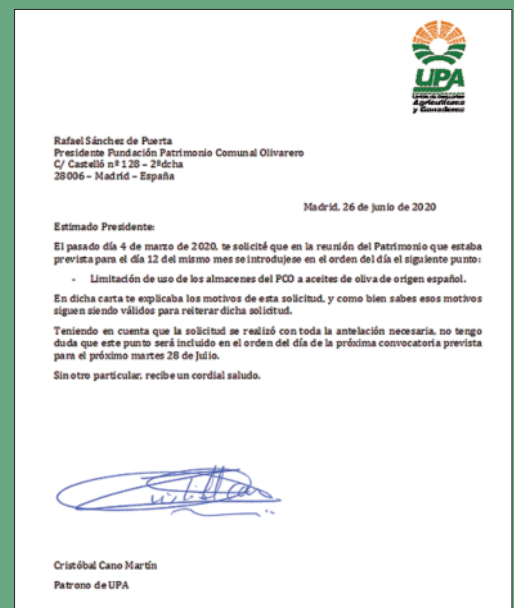 UPA
Unión de Pequeños
Agricultores
y Ganaderos
Rafael Sánchez de Puerta
Presidente Fundación Patrimonio Comunal Olivarero
C/ Castelló nº 128 – 2ºdcha
28006 – Madrid – España
Madrid, 26 de junio de 2020
Estimado Presidente:
El pasado día 4 de marzo de 2020, te solicité que en la reunión del Patrimonio que estaba
prevista para el día 12 del mismo mes se introdujese en el orden del día el siguiente punto:
- Limitación de uso de los almacenes del PCO a aceites de oliva de origen español.
En dicha carta te explicaba los motivos de esta solicitud, y como bien sabes esos motivos
siguen siendo válidos para reiterar dicha solicitud.
Teniendo en cuenta que la solicitud se realizó con toda la antelación necesaria, no tengo
duda que este punto será incluido en el orden del día de la próxima convocatoria prevista
para el próximo martes 28 de Julio.
Sin otro particular, recibe un cordial saludo.
Cristóbal Cano Martín
Patrono de UPA